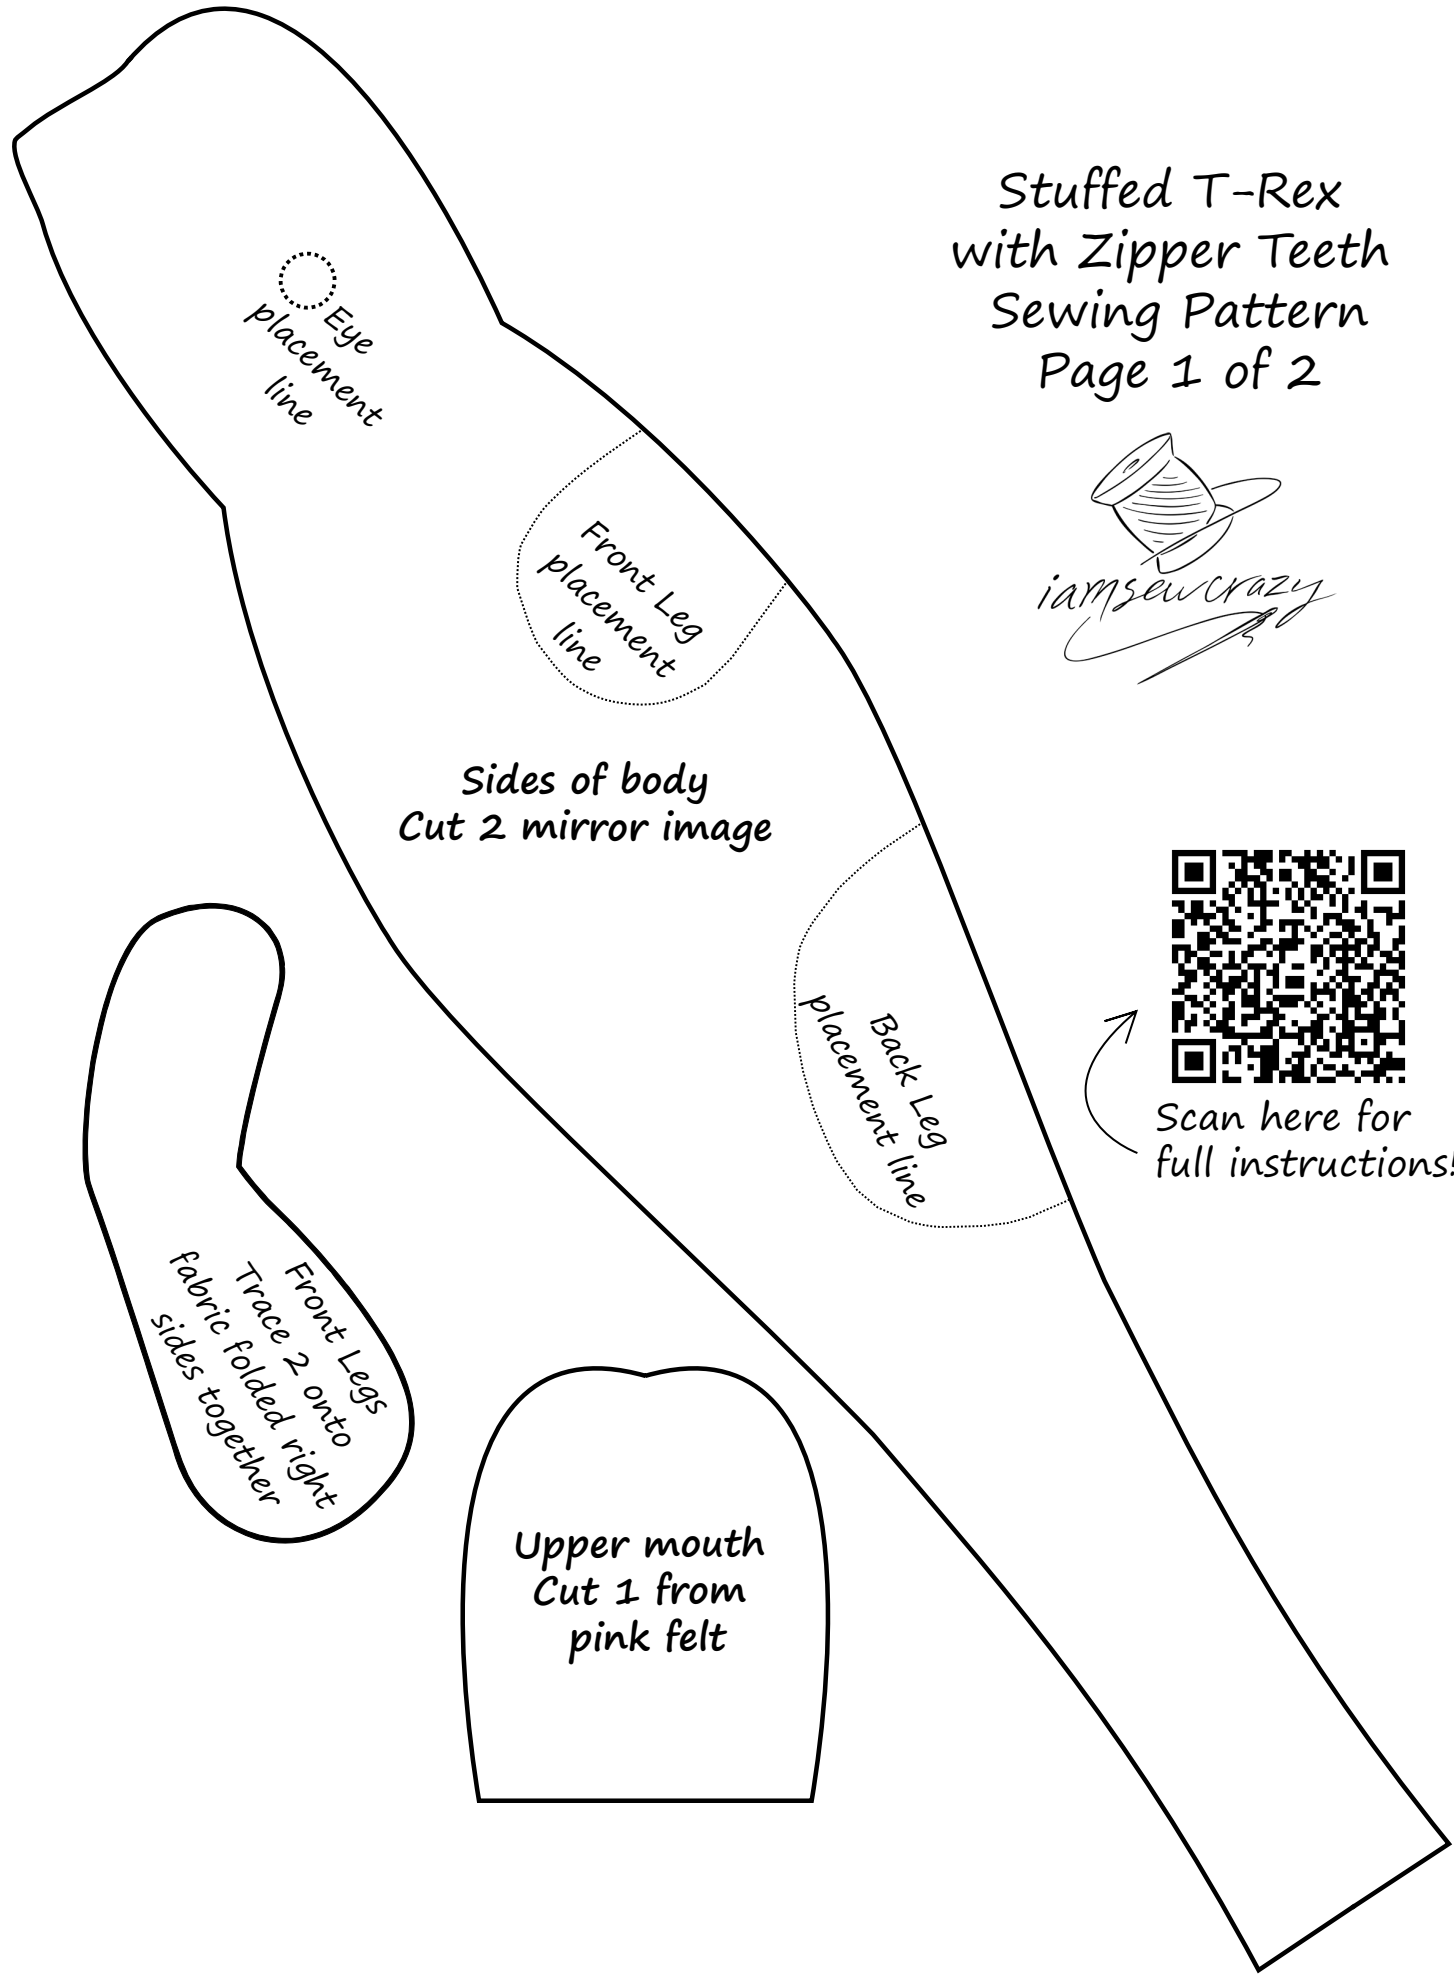 Stuffed T-Rex
with Zipper Teeth
Sewing Pattern
Page 1 of 2
iamsewcrazy
Eye
placement
line
Front Leg
placement
line
Sides of body
Cut 2 mirror image
Back Leg
placement line
Scan here for
full instructions!
Front Legs
Trace 2 onto
fabric folded right
sides together
Upper mouth
Cut 1 from
pink felt